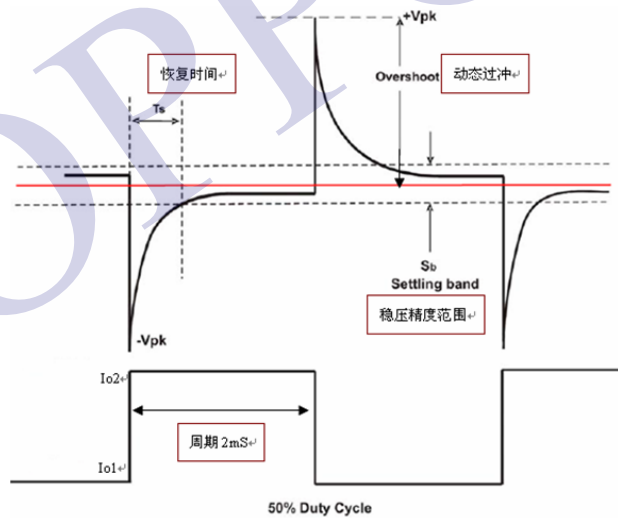 OPPO
+Vpk
恢复时间
Overshoot
动态过冲
Ts
Sb
Settling band
稳压精度范围
-Vpk
Io2
周期 2mS
Io1
50% Duty Cycle